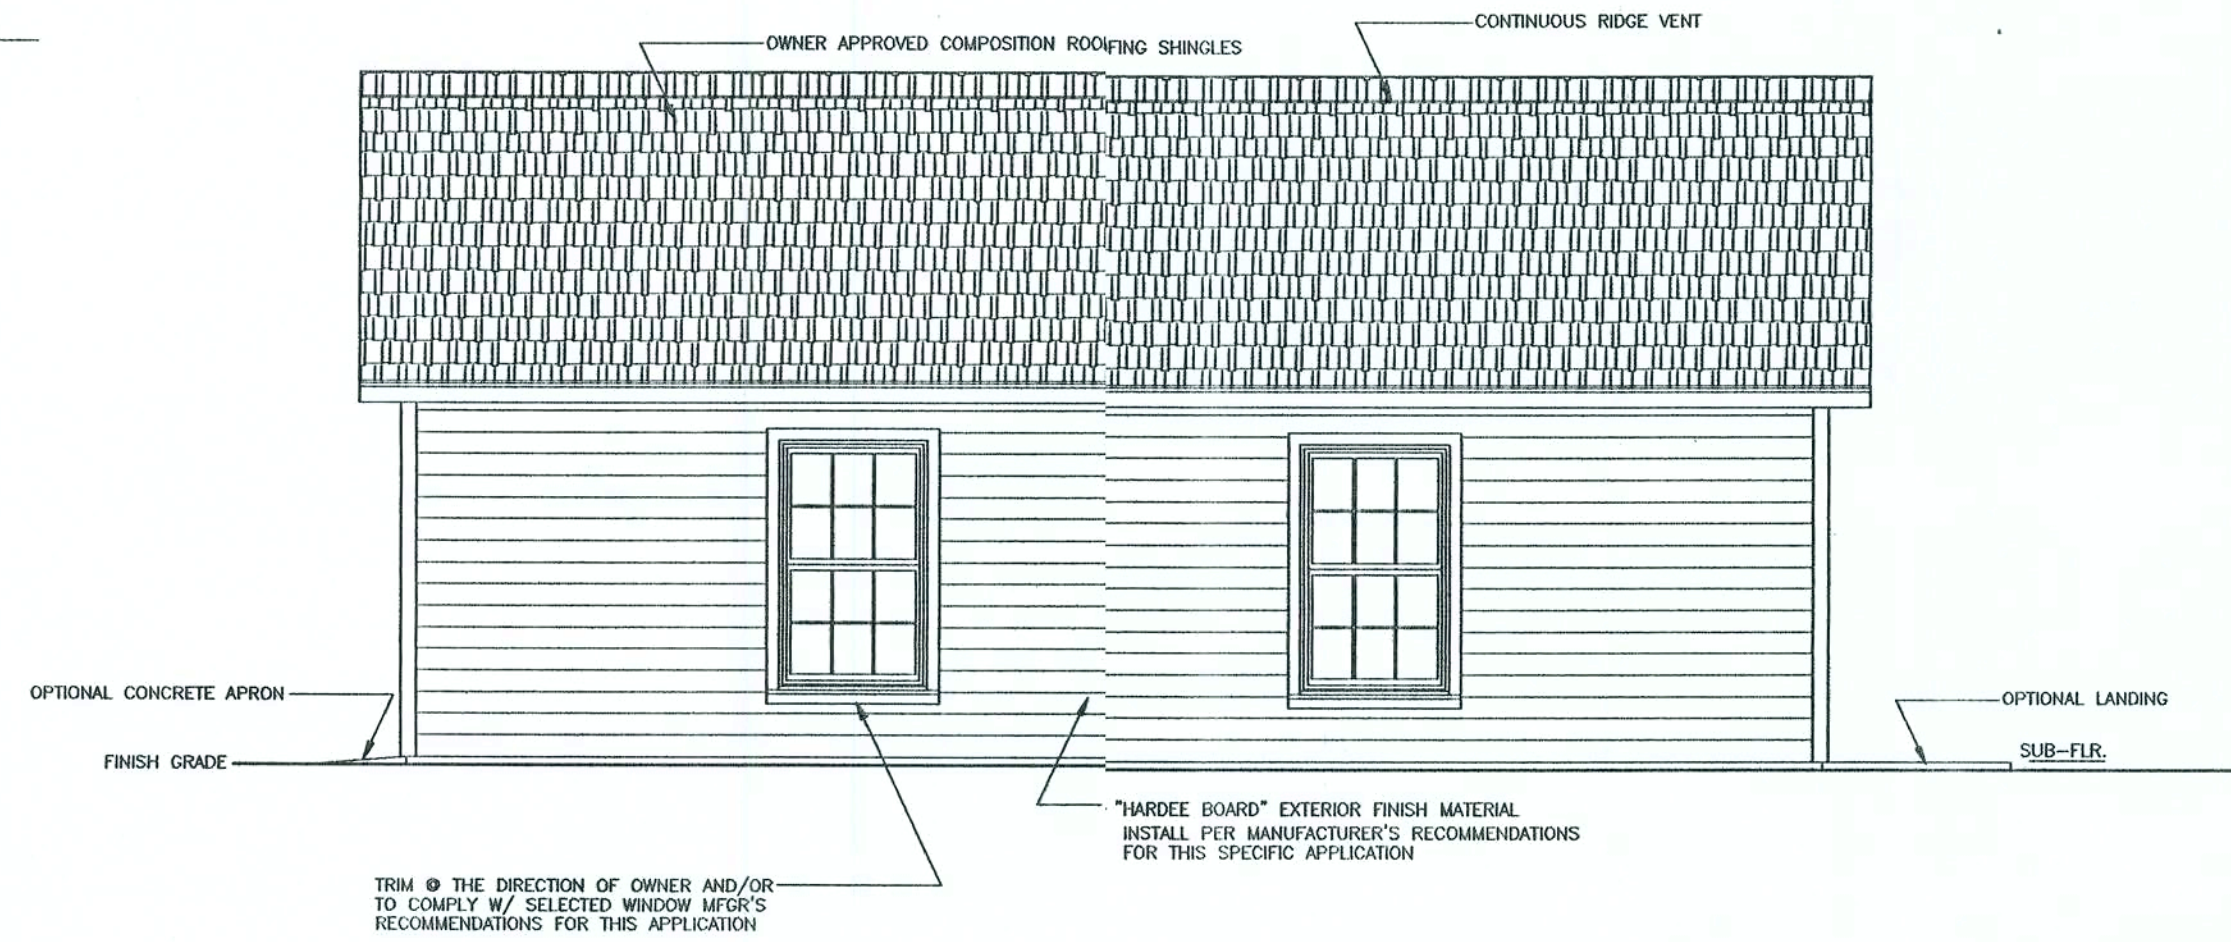 CONTINUOUS RIDGE VENT
OWNER APPROVED COMPOSITION ROOFING SHINGLES
OPTIONAL CONCRETE APRON
OPTIONAL LANDING
FINISH GRADE
SUB-FLR.
"HARDEE BOARD" EXTERIOR FINISH MATERIAL
INSTALL PER MANUFACTURER'S RECOMMENDATIONS
FOR THIS SPECIFIC APPLICATION
TRIM @ THE DIRECTION OF OWNER AND/OR
TO COMPLY W/ SELECTED WINDOW MFGR'S
RECOMMENDATIONS FOR THIS APPLICATION